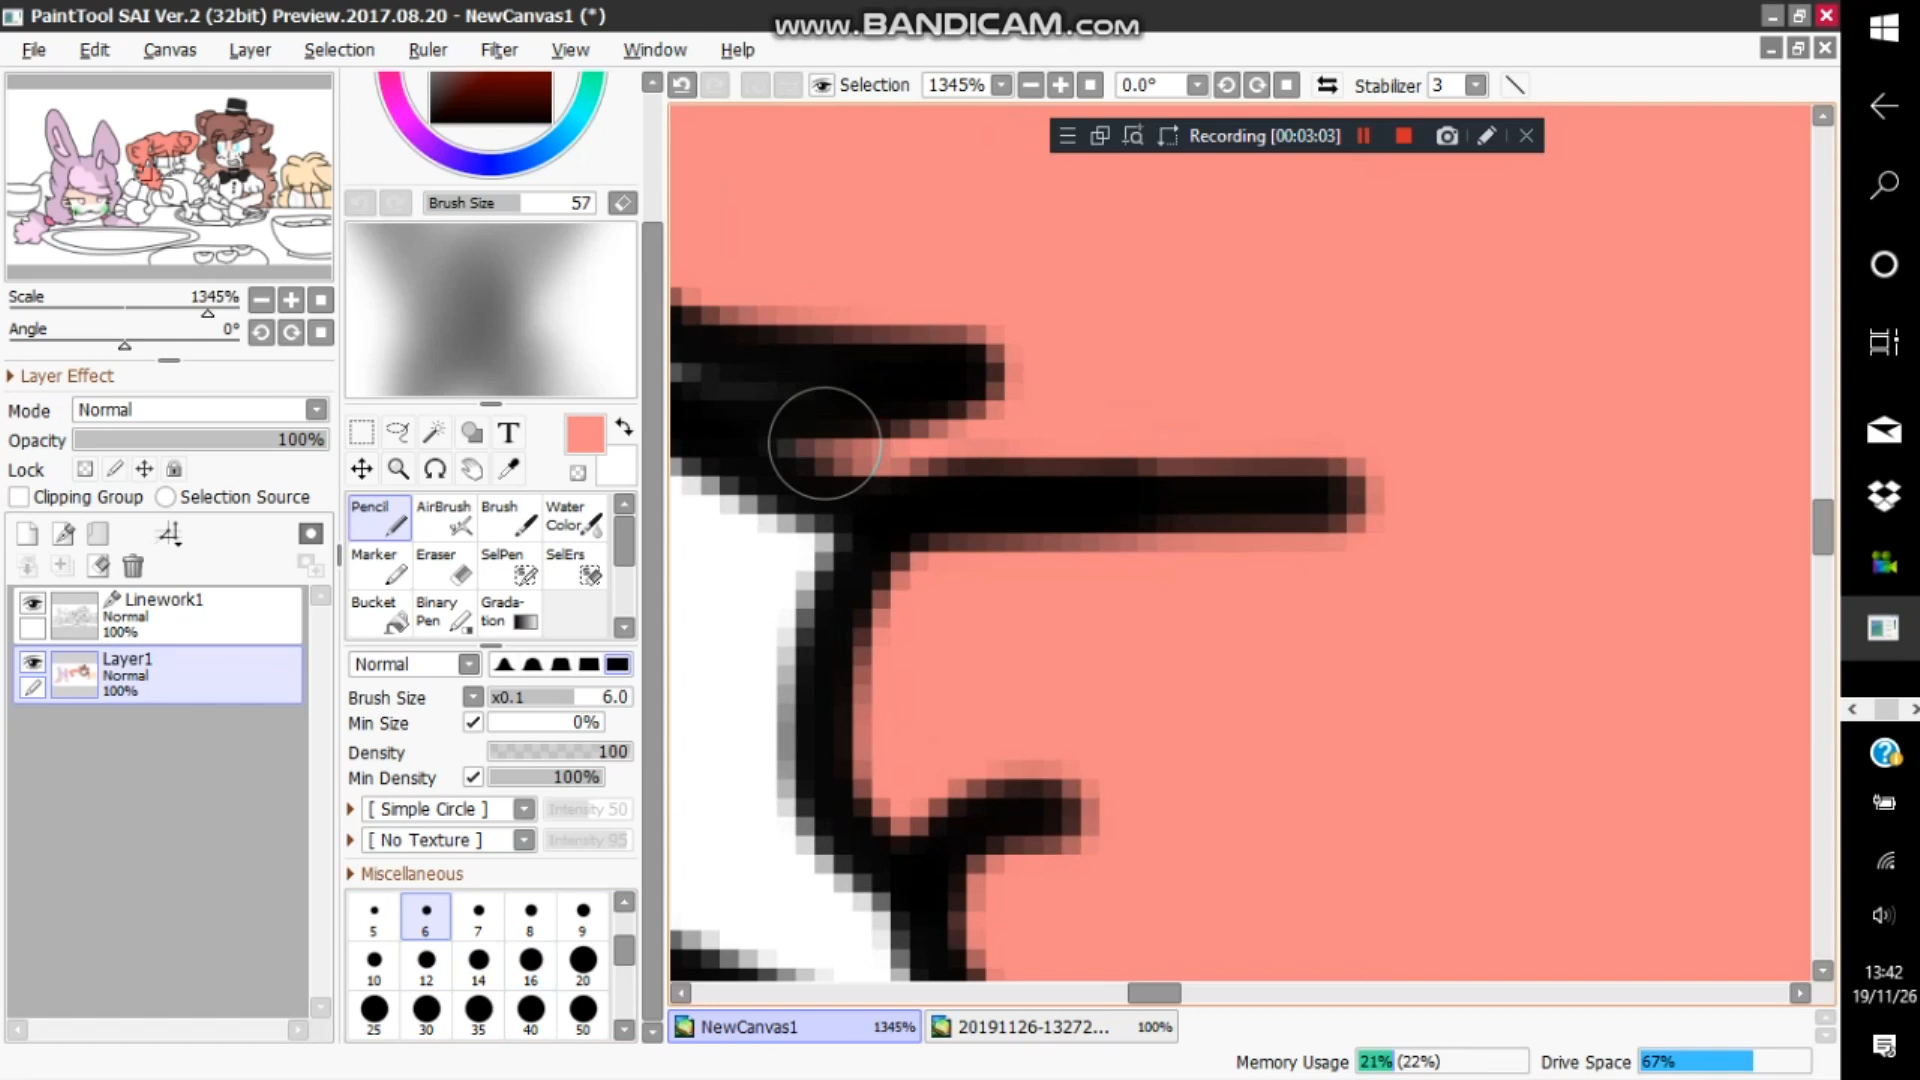 PaintTool SAI Ver.2 (32bit) Preview.2017.08.20 - NewCanvas1 (*)
www.BANDICAM.com
File Edit Canvas Layer Selection Ruler Filter View Window Help
Selection 1345% 0.0° Stabilizer 3
Recording [00:03:03]
Brush Size 57
Scale 1345%
Angle 0°
Layer Effect
Mode Normal
Opacity 100%
Lock
Clipping Group Selection Source
T
Pencil AirBrush Brush Water Color
Marker Eraser SelPen SelErs
Bucket Binary Pen Grada-tion
Linework1
Normal
100%
Layer1
Normal
100%
Normal
Brush Size x0.1 6.0
Min Size 0%
Density 100
Min Density 100%
[ Simple Circle ] Intensity 50
[ No Texture ] Intensity 95
Miscellaneous
5 6 7 8 9
10 12 14 16 20
25 30 35 40 50
NewCanvas1 1345% 20191126-13272... 100%
Memory Usage 21% (22%) Drive Space 67%
13:42
19/11/26